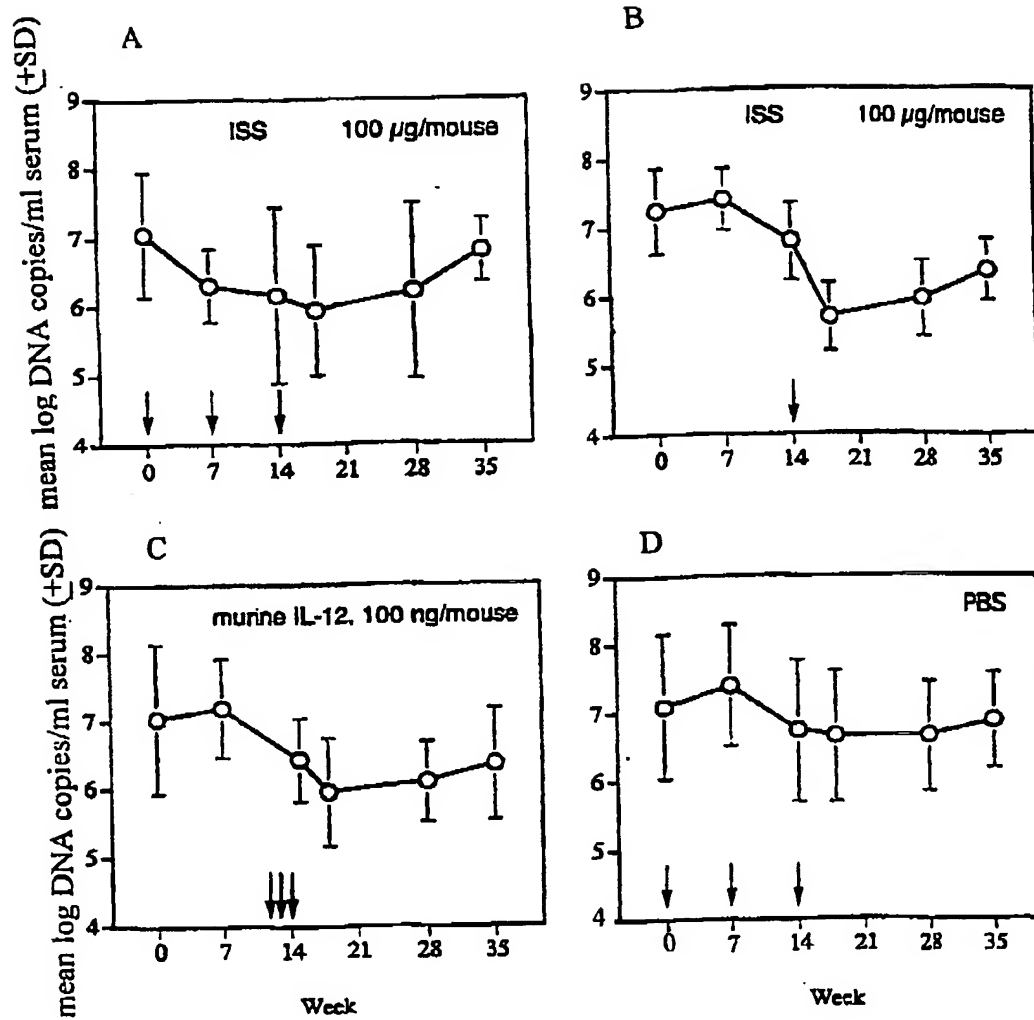 A
mean log DNA copies/ml serum (+SD)
9
8
7
6
5
4
ISS 100 µg/mouse
0 7 14 21 28 35
B
9
8
7
6
5
4
ISS 100 µg/mouse
0 7 14 21 28 35
C
mean log DNA copies/ml serum (+SD)
9
8
7
6
5
4
murine IL-12, 100 ng/mouse
0 7 14 21 28 35
Week
D
9
8
7
6
5
4
PBS
0 7 14 21 28 35
Week